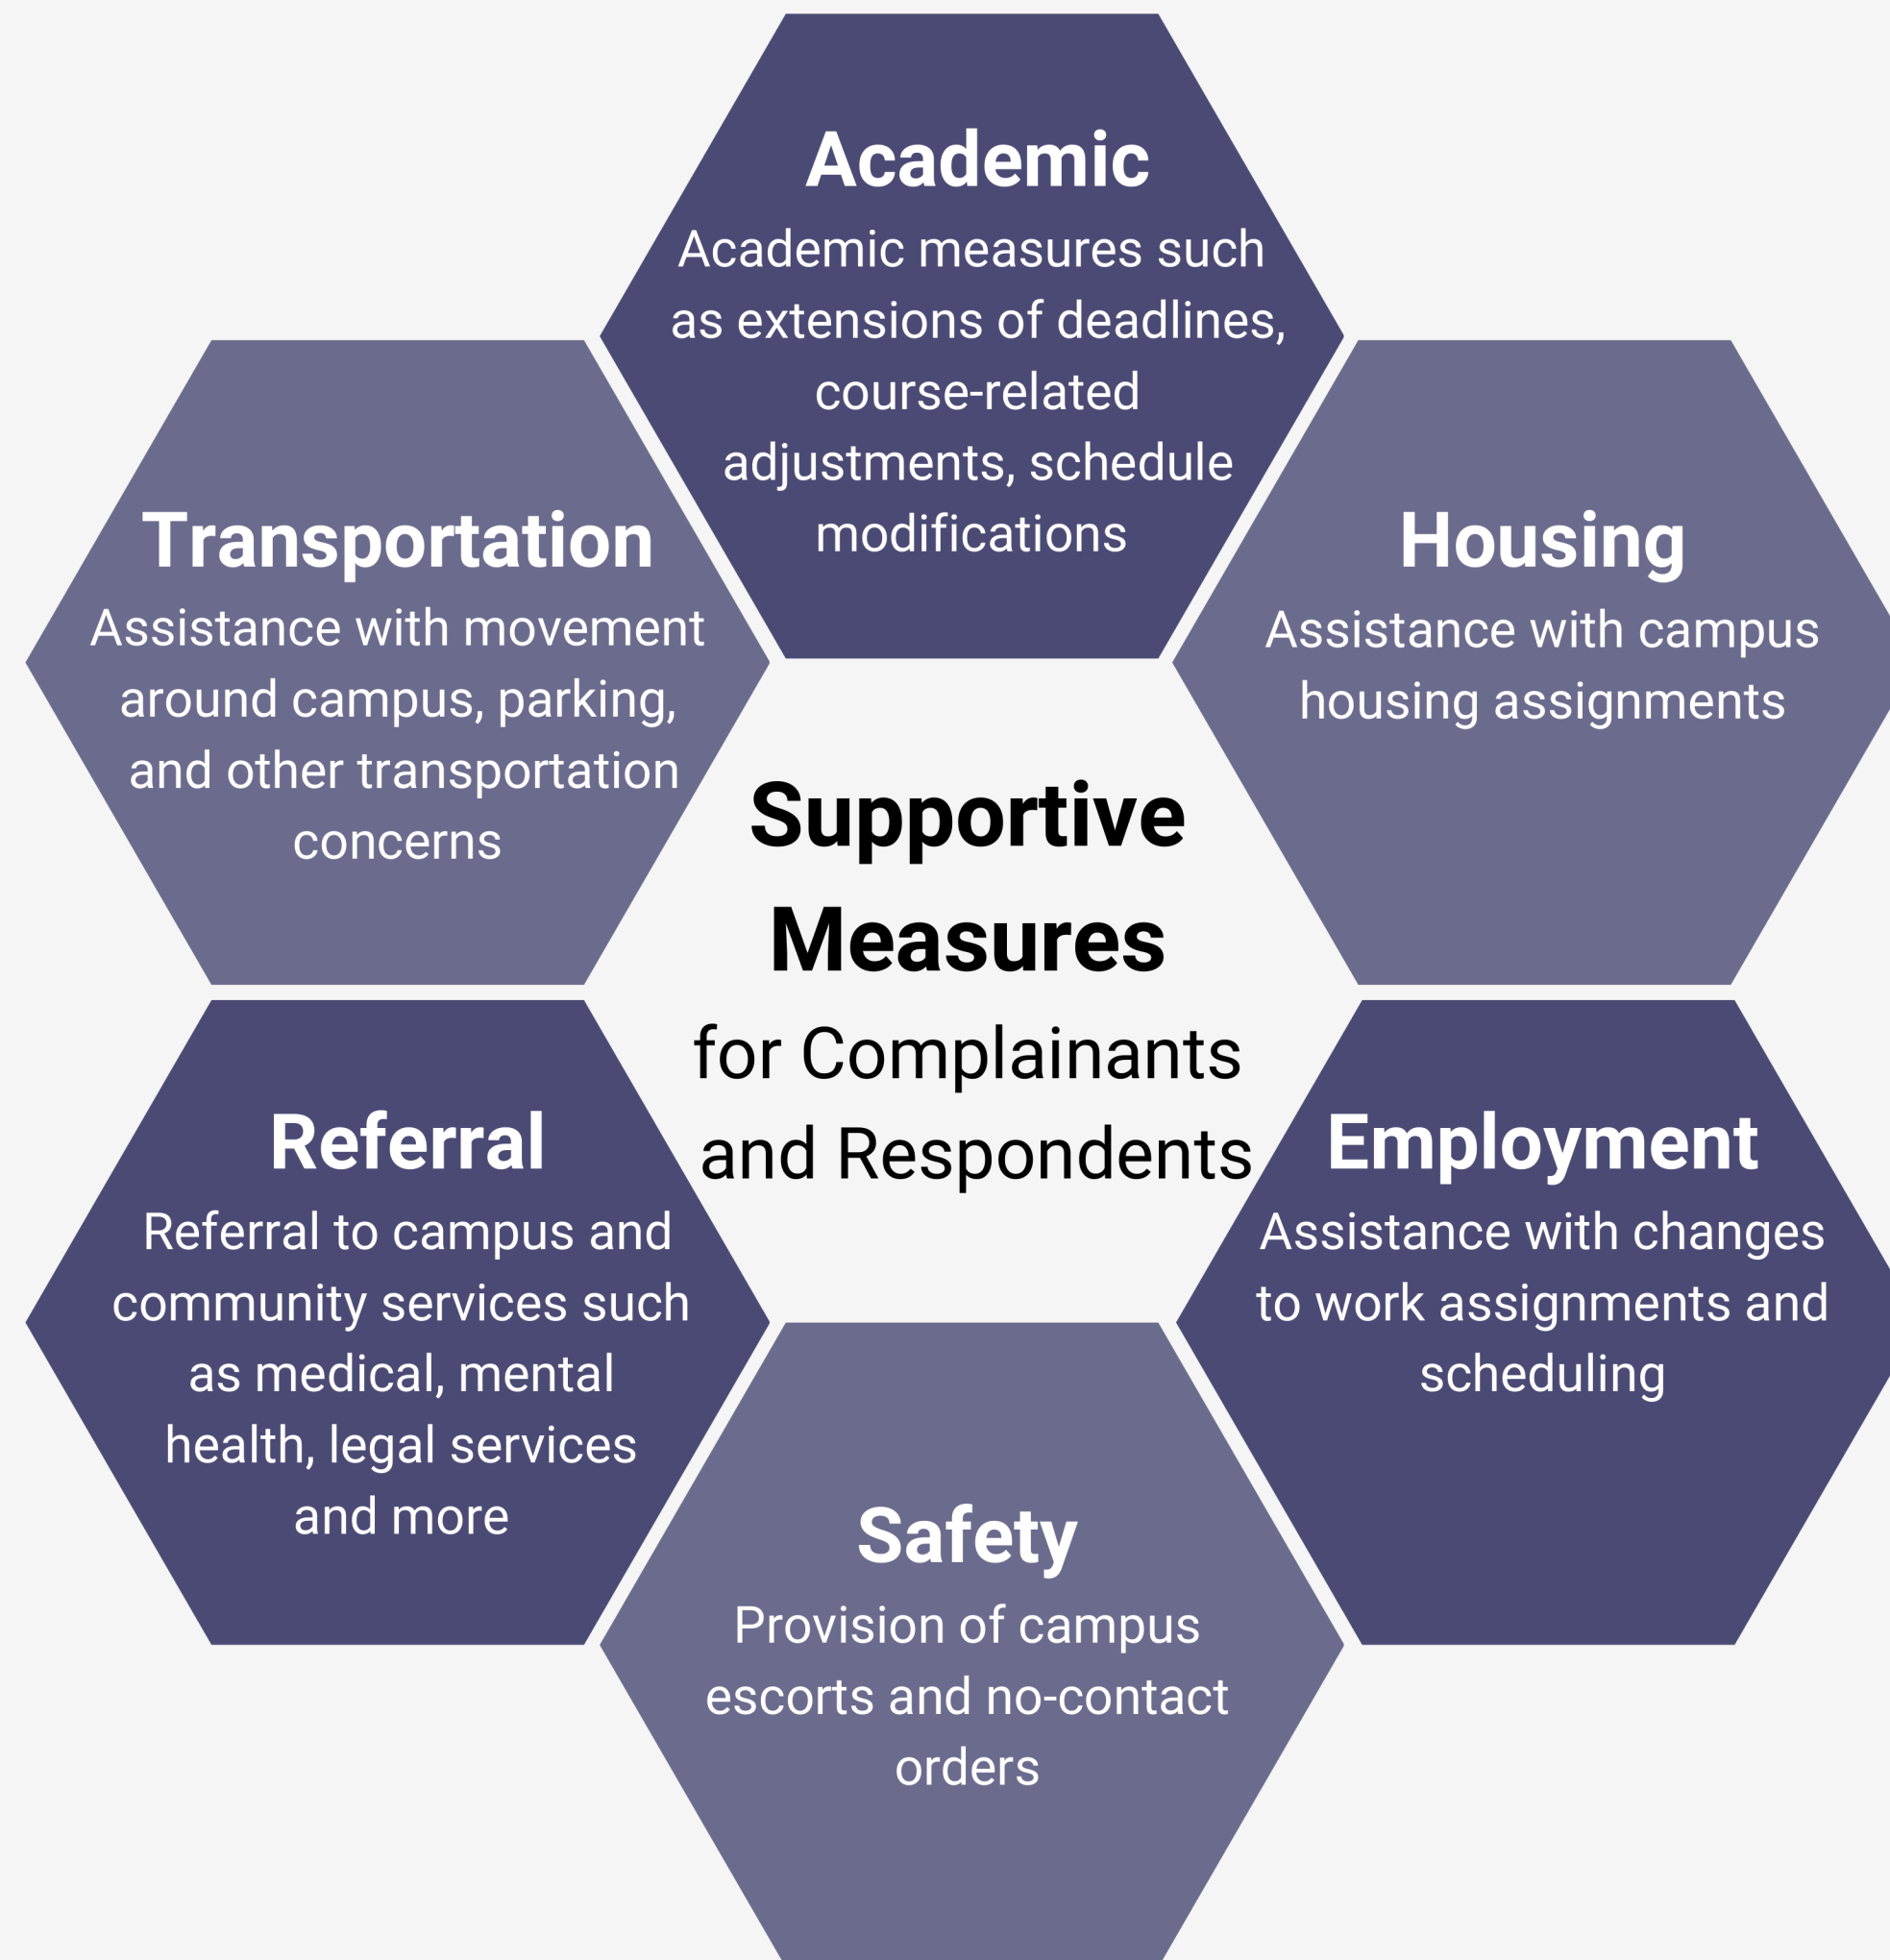 Academic
Academic measures such
as extensions of deadlines,
course-related
adjustments, schedule
modifications
Transportation
Assistance with movement
around campus, parking,
and other transportation
concerns
Housing
Assistance with campus
housing assignments
Supportive
Measures
for Complainants
and Respondents
Referral
Referral to campus and
community services such
as medical, mental
health, legal services
and more
Employment
Assistance with changes
to work assignments and
scheduling
Safety
Provision of campus
escorts and no-contact
orders